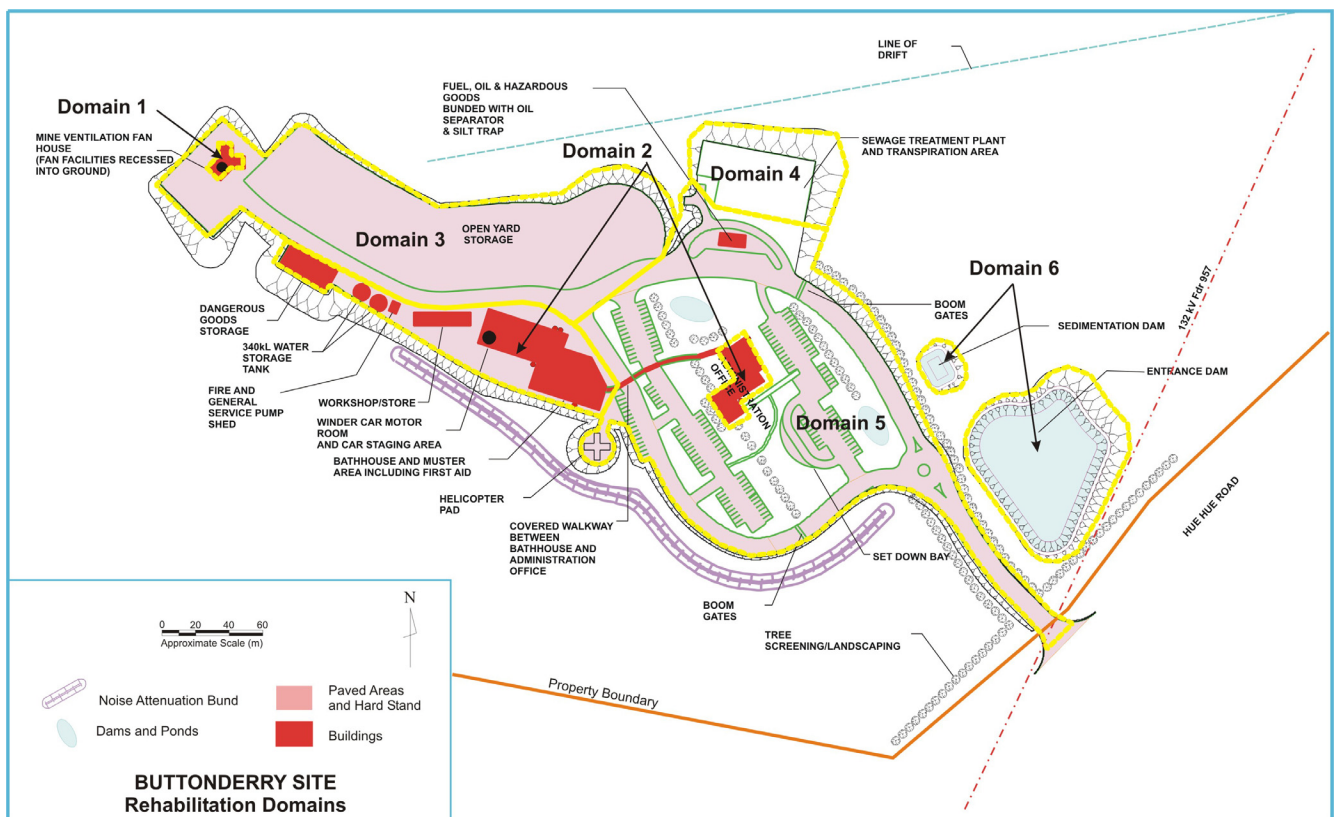 LINE OF
DRIFT
FUEL, OIL & HAZARDOUS
GOODS
BUNDED WITH OIL
SEPARATOR
& SILT TRAP
Domain 1
MINE VENTILATION FAN
HOUSE
(FAN FACILITIES RECESSED
INTO GROUND)
Domain 2
SEWAGE TREATMENT PLANT
AND TRANSPIRATION AREA
Domain 4
Domain 3
OPEN YARD
STORAGE
Domain 6
132 kV Fdr 957
BOOM
GATES
SEDIMENTATION DAM
ENTRANCE DAM
DANGEROUS
GOODS
STORAGE
340kL WATER
STORAGE
TANK
FIRE AND
GENERAL
SERVICE PUMP
SHED
WORKSHOP/STORE
WINDER CAR MOTOR
ROOM
AND CAR STAGING AREA
BATHHOUSE AND MUSTER
AREA INCLUDING FIRST AID
HELICOPTER
PAD
COVERED WALKWAY
BETWEEN
BATHHOUSE AND
ADMINISTRATION
OFFICE
ADMINISTRATION
OFFICE
Domain 5
SET DOWN BAY
HUE HUE ROAD
BOOM
GATES
TREE
SCREENING/LANDSCAPING
Property Boundary
N
0 20 40 60
Approximate Scale (m)
Noise Attenuation Bund
Paved Areas
and Hard Stand
Dams and Ponds
Buildings
BUTTONDERRY SITE
Rehabilitation Domains